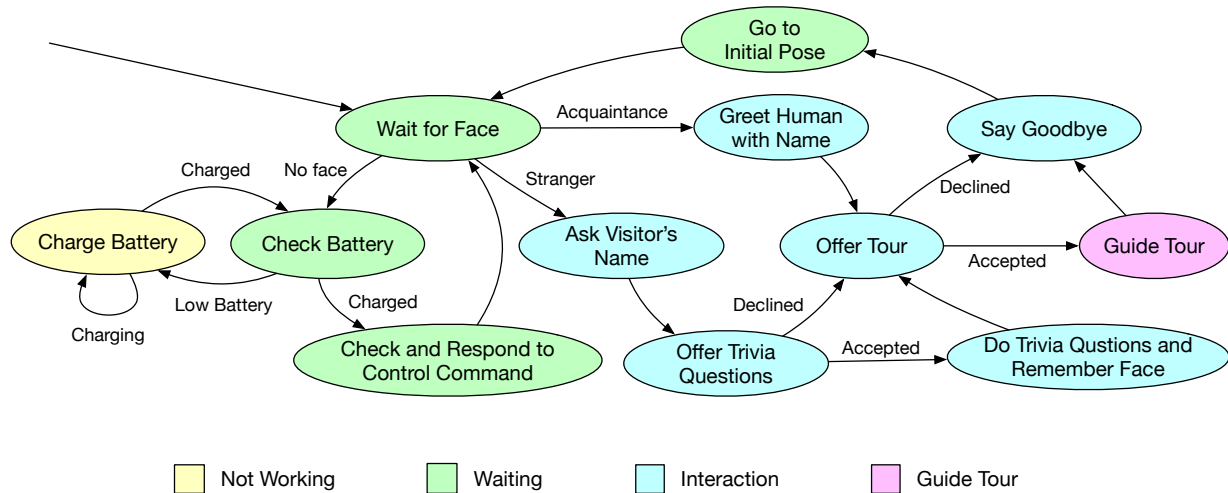 Go to
Initial Pose
Wait for Face
Acquaintance
Greet Human
with Name
Say Goodbye
No face
Stranger
Charged
Declined
Charge Battery
Check Battery
Ask Visitor's
Name
Offer Tour
Accepted
Guide Tour
Low Battery
Charging
Charged
Declined
Check and Respond to
Control Command
Offer Trivia
Questions
Accepted
Do Trivia Qustions and
Remember Face
Not Working
Waiting
Interaction
Guide Tour